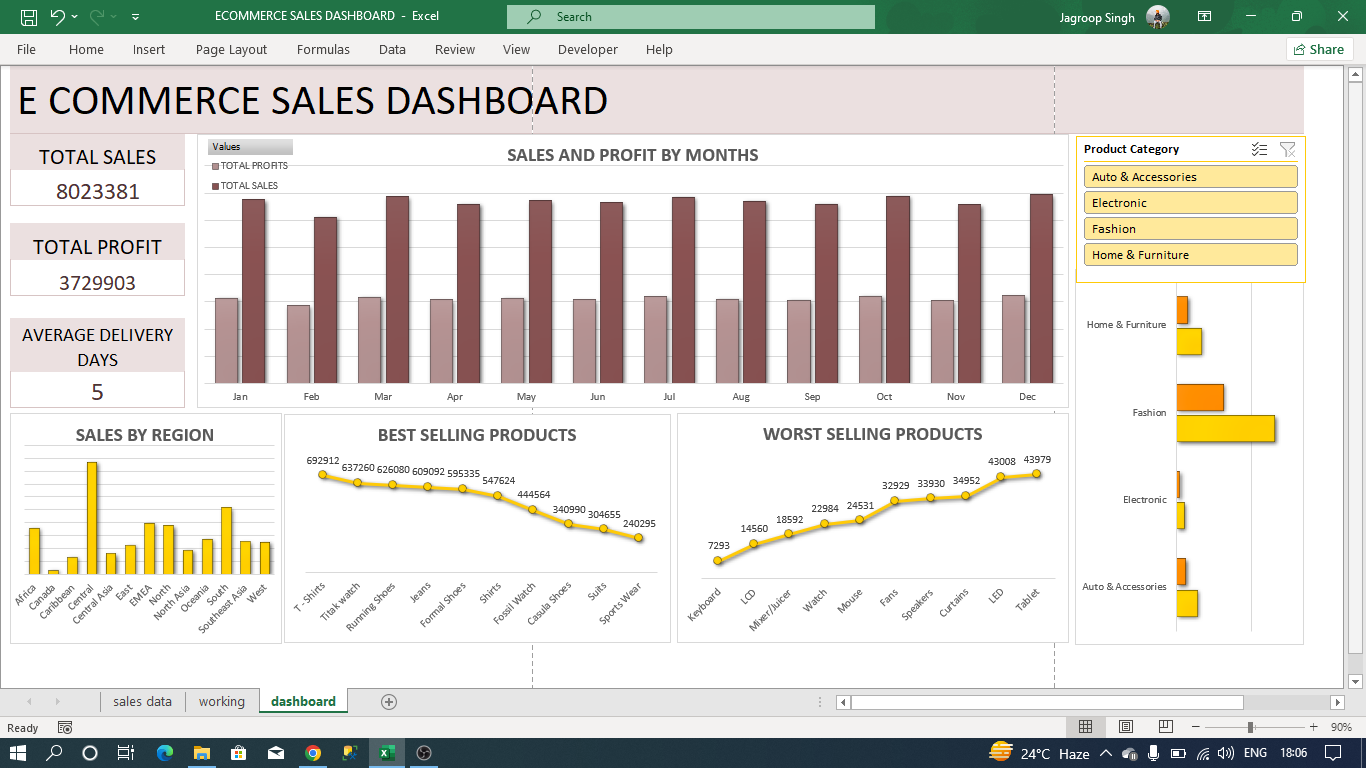 ECOMMERCE SALES DASHBOARD - Excel
Search
Jagroop Singh
File Home Insert Page Layout Formulas Data Review View Developer Help
Share
E COMMERCE SALES DASHBOARD
TOTAL SALES
8023381
TOTAL PROFIT
3729903
AVERAGE DELIVERY
DAYS
5
Values
TOTAL PROFITS
TOTAL SALES
SALES AND PROFIT BY MONTHS
Jan Feb Mar Apr May Jun Jul Aug Sep Oct Nov Dec
Product Category
Auto & Accessories
Electronic
Fashion
Home & Furniture
Home & Furniture
Fashion
Electronic
Auto & Accessories
SALES BY REGION
Africa Canada Caribbean Central Central Asia East EMEA North North Asia Oceania South Southeast Asia West
BEST SELLING PRODUCTS
692912 637260 626080 609092 595335 547624 444564 340990 304655 240295
T - Shirts Titak watch Running Shoes Jeans Formal Shoes Shirts Fossil Watch Casula Shoes Suits Sports Wear
WORST SELLING PRODUCTS
7293 14560 18592 22984 24531 32929 33930 34952 43008 43979
Keyboard LCD Mixer/Juicer Watch Mouse Fans Speakers Curtains LED Tablet
sales data working dashboard
Ready
90%
24°C Haze
ENG
18:06